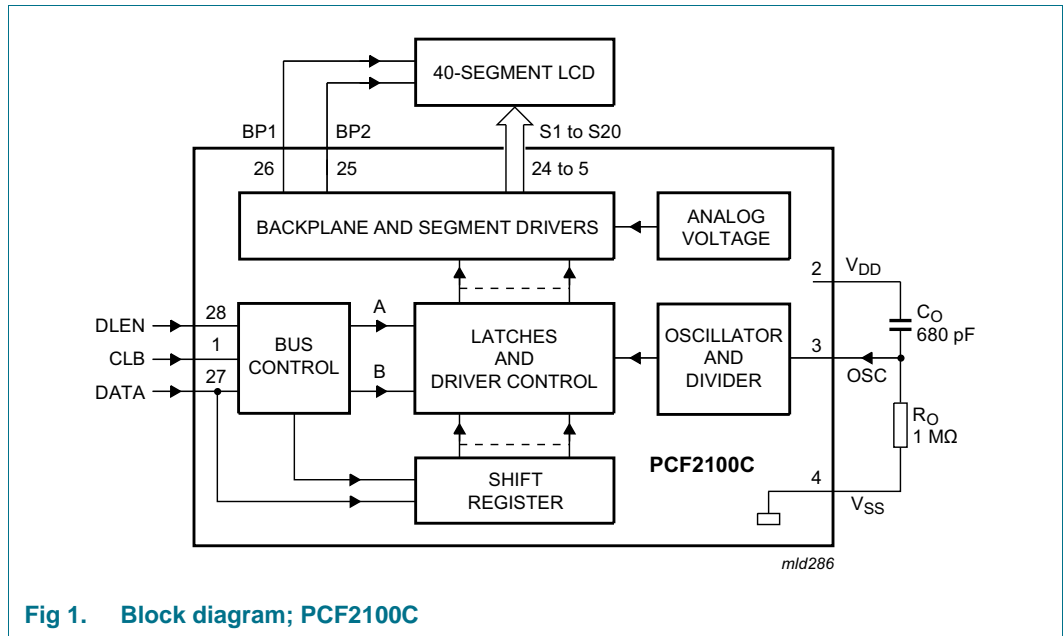 40-SEGMENT LCD
BP1
BP2
S1 to S20
26
25
24 to 5
BACKPLANE AND SEGMENT DRIVERS
ANALOG
VOLTAGE
2
VDD
CO
680 pF
DLEN
28
CLB
1
DATA
27
BUS
CONTROL
A
B
LATCHES
AND
DRIVER CONTROL
OSCILLATOR
AND
DIVIDER
3
OSC
RO
1 MΩ
PCF2100C
SHIFT
REGISTER
4
VSS
mld286
Fig 1. Block diagram; PCF2100C